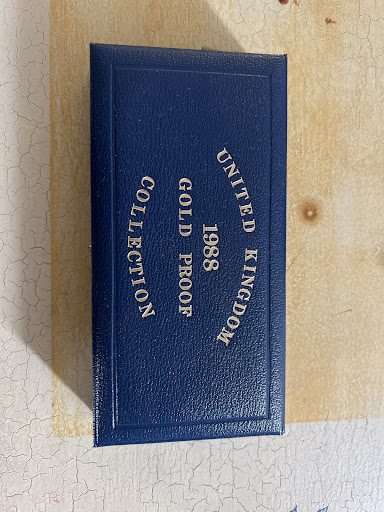 UNITED KINGDOM
1988
GOLD PROOF
COLLECTION